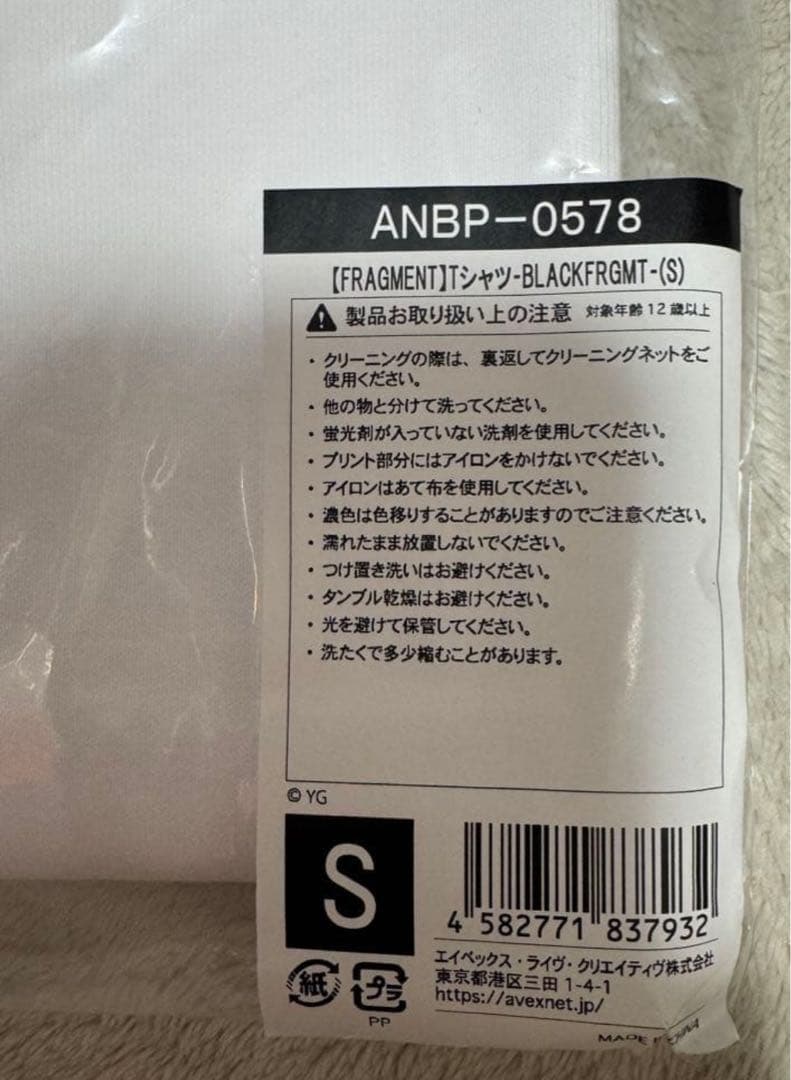 ANBP－0578
【FRAGMENT】Tシャツ-BLACKFRGMT-(S)
製品お取り扱い上の注意 対象年齢12歳以上
・クリーニングの際は、裏返してクリーニングネットをご
使用ください。
・他の物と分けて洗ってください。
・蛍光剤が入っていない洗剤を使用してください。
・プリント部分にはアイロンをかけないでください。
・アイロンはあて布を使用してください。
・濃色は色移りすることがありますのでご注意ください。
・濡れたまま放置しないでください。
・つけ置き洗いはお避けください。
・タンブル乾燥はお避けください。
・光を避けて保管してください。
・洗たくで多少縮むことがあります。
© YG
S
4 582771 837932
エイベックス・ライヴ・クリエイティヴ株式会社
東京都港区三田1-4-1
https://avexnet.jp/
紙 プラ
PP
MADE